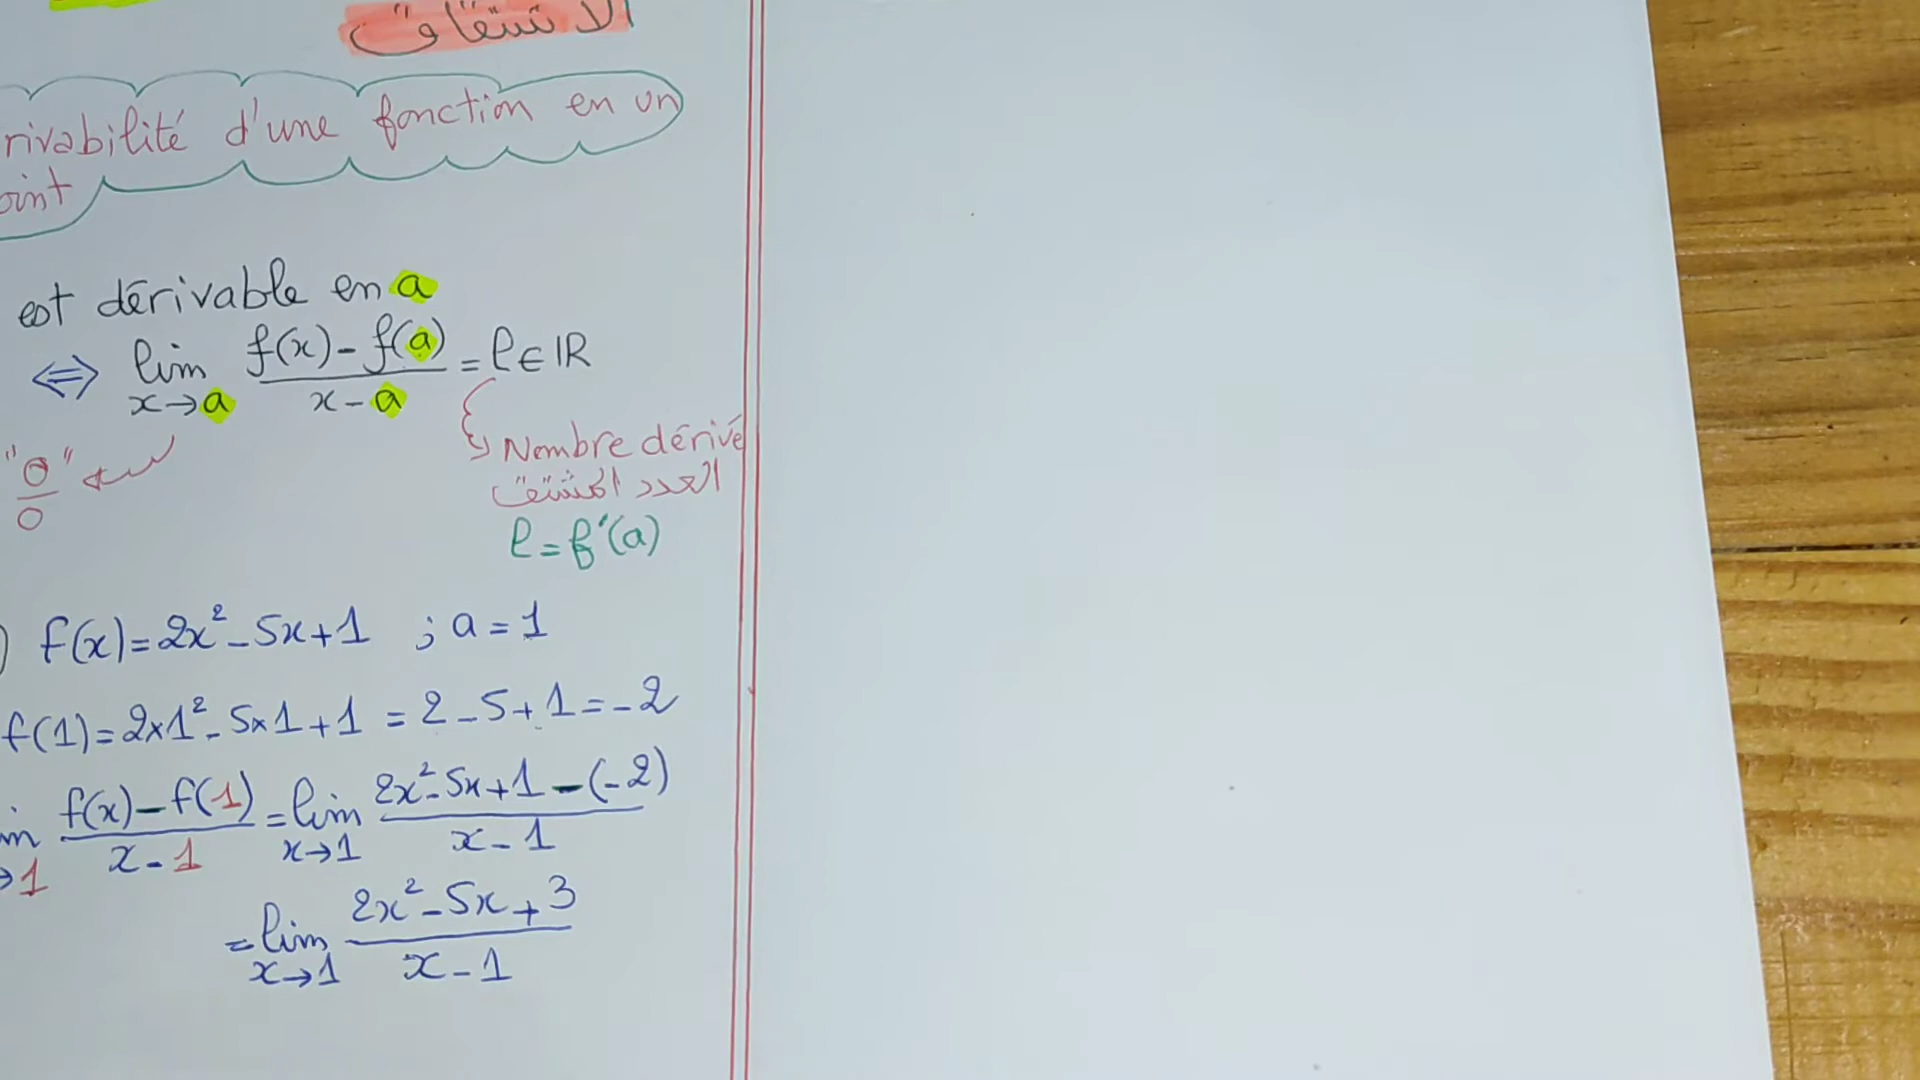 الاشتقاق
rivabilité d'une fonction en un
oint
est dérivable en a
⇔ lim x→a (f(x) - f(a))/(x - a) = l ∈ IR
"0/0"
Nombre dérivé
العدد المشتق
l = f'(a)
) f(x) = 2x² - 5x + 1 ; a = 1
f(1) = 2×1² - 5×1 + 1 = 2 - 5 + 1 = -2
m →1 (f(x) - f(1))/(x - 1) = lim x→1 (2x² - 5x + 1 - (-2))/(x - 1)
= lim x→1 (2x² - 5x + 3)/(x - 1)